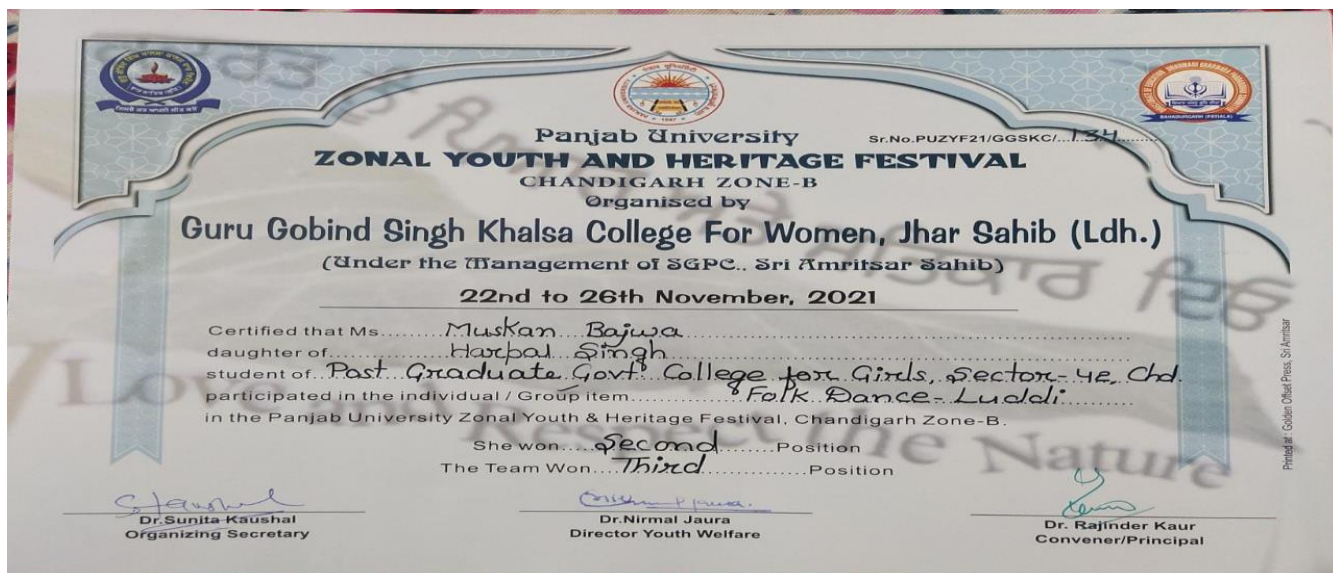 Panjab University
Sr.No.PUZYF21/GGSKC/...134.......
ZONAL YOUTH AND HERITAGE FESTIVAL
CHANDIGARH ZONE-B
Organised by
Guru Gobind Singh Khalsa College For Women, Jhar Sahib (Ldh.)
(Under the Management of SGPC.. Sri Amritsar Sahib)
22nd to 26th November, 2021
Certified that Ms........Muskan Bajwa
daughter of...............Harpal Singh
student of..Post Graduate Govt. College for Girls, Sector-42, Chd.
participated in the individual / Group item...............Folk Dance-Luddi.........
in the Panjab University Zonal Youth & Heritage Festival, Chandigarh Zone-B.
She won.....Second........Position
The Team Won...Third..............Position
Love and Respect the Nature
Dr.Sunita Kaushal
Organizing Secretary
Dr.Nirmal Jaura
Director Youth Welfare
Dr. Rajinder Kaur
Convener/Principal
Printed at : Golden Offset Press, Sri Amritsar